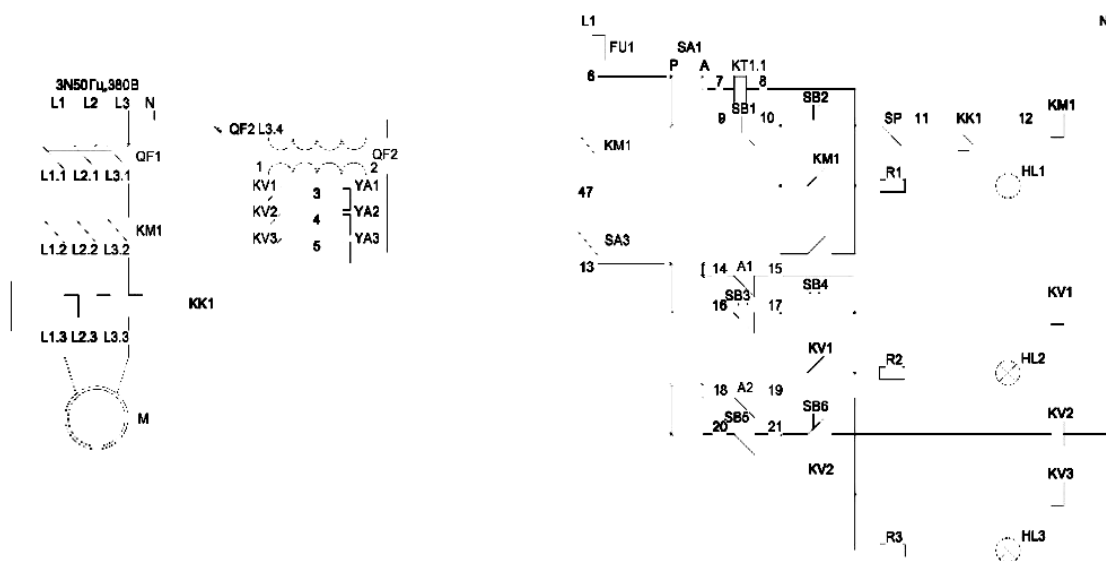 3N50Гц,380В
L1 L2 L3 N
QF1
L1.1 L2.1 L3.1
KM1
L1.2 L2.2 L3.2
KK1
L1.3 L2.3 L3.3
M
QF2 L3.4
QF2
1 2
KV1 3 YA1
KV2 4 YA2
KV3 5 YA3
L1 N
FU1 SA1
P A KT1.1
6 7 8
SB1 SB2
9 10 SP 11 KK1 12 KM1
KM1 KM1
47 R1 HL1
SA3
13 14 A1 15
SB3 SB4 KV1
16 17
KV1
R2 HL2
18 A2 19
SB5 SB6 KV2
20 21
KV2 KV3
R3 HL3